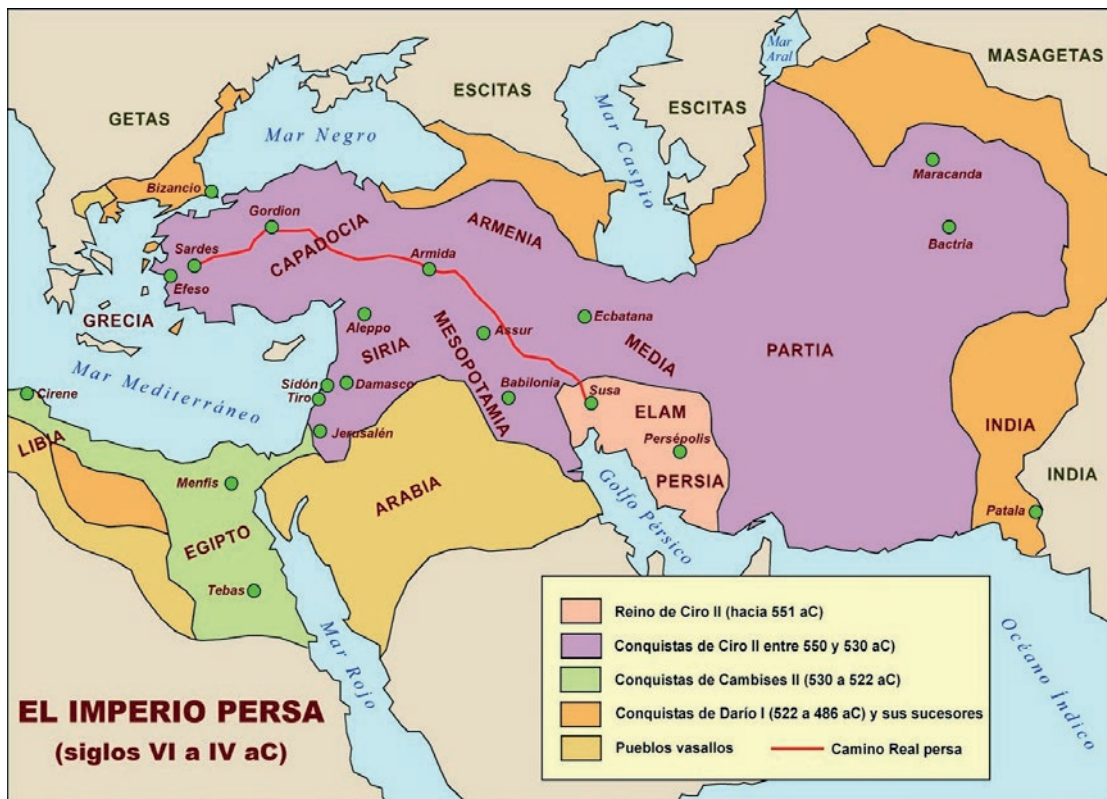 Mar
Aral
MASAGETAS
ESCITAS
GETAS
ESCITAS
Mar Caspio
Mar Negro
Maracanda
Bizancio
Gordion
Bactria
ARMENIA
CAPADOCIA
Sardes
Armida
Efeso
GRECIA
Aleppo
Assur
Ecbatana
MESOPOTAMIA
MEDIA
PARTIA
SIRIA
Mar Mediterráneo
Sidón
Damasco
Tiro
Babilonia
Susa
Cirene
ELAM
Jerusalén
INDIA
LIBIA
Persépolis
INDIA
Menfis
ARABIA
PERSIA
Golfo Pérsico
Patala
EGIPTO
Tebas
Mar Rojo
Océano Índico
Reino de Ciro II (hacia 551 aC)
Conquistas de Ciro II entre 550 y 530 aC)
Conquistas de Cambises II (530 a 522 aC)
Conquistas de Darío I (522 a 486 aC) y sus sucesores
Pueblos vasallos
Camino Real persa
EL IMPERIO PERSA
(siglos VI a IV aC)